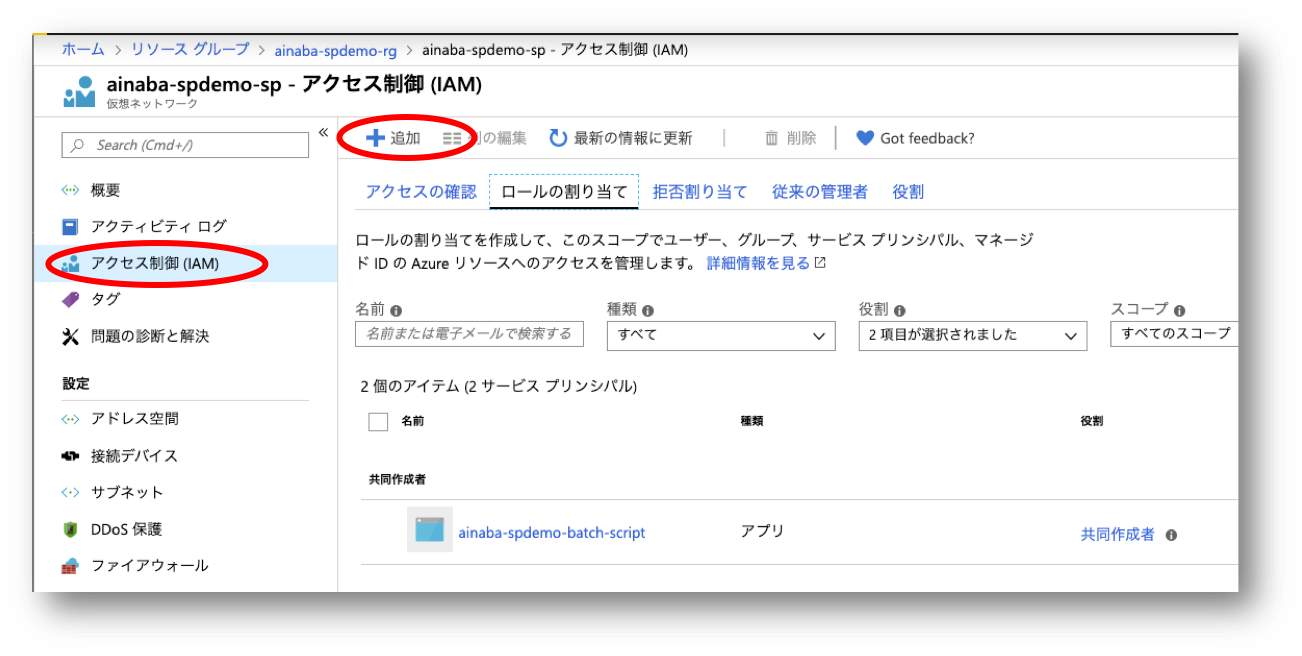 ホーム > リソース グループ > ainaba-spdemo-rg > ainaba-spdemo-sp - アクセス制御 (IAM)
ainaba-spdemo-sp - アクセス制御 (IAM)
仮想ネットワーク
Search (Cmd+/)
«
概要
アクティビティ ログ
アクセス制御 (IAM)
タグ
問題の診断と解決
設定
アドレス空間
接続デバイス
サブネット
DDoS 保護
ファイアウォール
追加 の編集 最新の情報に更新 削除 Got feedback?
アクセスの確認 ロールの割り当て 拒否割り当て 従来の管理者 役割
ロールの割り当てを作成して、このスコープでユーザー、グループ、サービス プリンシパル、マネージ
ド ID の Azure リソースへのアクセスを管理します。 詳細情報を見る
名前 種類 役割 スコープ
名前または電子メールで検索する すべて 2 項目が選択されました すべてのスコープ
2 個のアイテム (2 サービス プリンシパル)
名前 種類 役割
共同作成者
ainaba-spdemo-batch-script アプリ 共同作成者